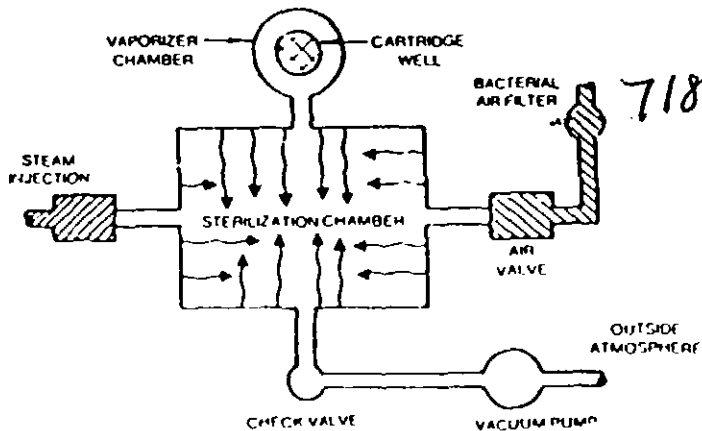 VAPORIZER
CHAMBER
CARTRIDGE
WELL
BACTERIAL
AIR FILTER
718
STEAM
INJECTION
STERILIZATION CHAMBER
AIR
VALVE
OUTSIDE
ATMOSPHERE
CHECK VALVE
VACUUM PUMP